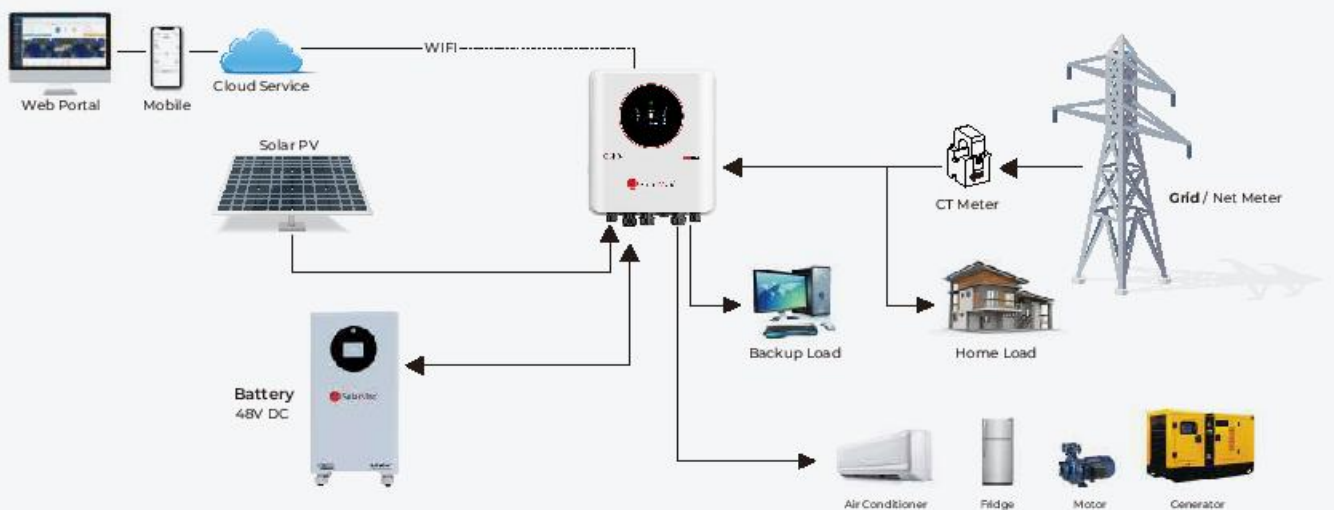 WIFI
Web Portal
Mobile
Cloud Service
Solar PV
CT Meter
Grid / Net Meter
Backup Load
Home Load
Battery
48V DC
Air Conditioner
Fridge
Motor
Generator